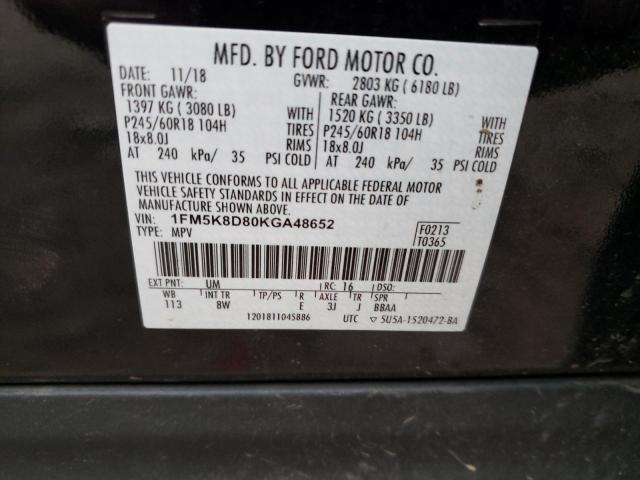 MFD. BY FORD MOTOR CO.
DATE: 11/18 GVWR: 2803 KG ( 6180 LB)
FRONT GAWR: REAR GAWR:
1397 KG ( 3080 LB) WITH 1520 KG ( 3350 LB) WITH
P245/60R18 104H TIRES P245/60R18 104H TIRES
18x8.0J RIMS 18x8.0J RIMS
AT 240 kPa/ 35 PSI COLD AT 240 kPa/ 35 PSI COLD
THIS VEHICLE CONFORMS TO ALL APPLICABLE FEDERAL MOTOR
VEHICLE SAFETY STANDARDS IN EFFECT ON THE DATE OF
MANUFACTURE SHOWN ABOVE.
VIN: 1FM5K8D80KGA48652 F0213
TYPE: MPV T0365
EXT PNT: UM RC: 16 DSO:
WB INT TR TP/PS R AXLE TR SPR
113 8W E 3J J BBAA
1201811045886 UTC ▽ 5U5A-1520472-BA